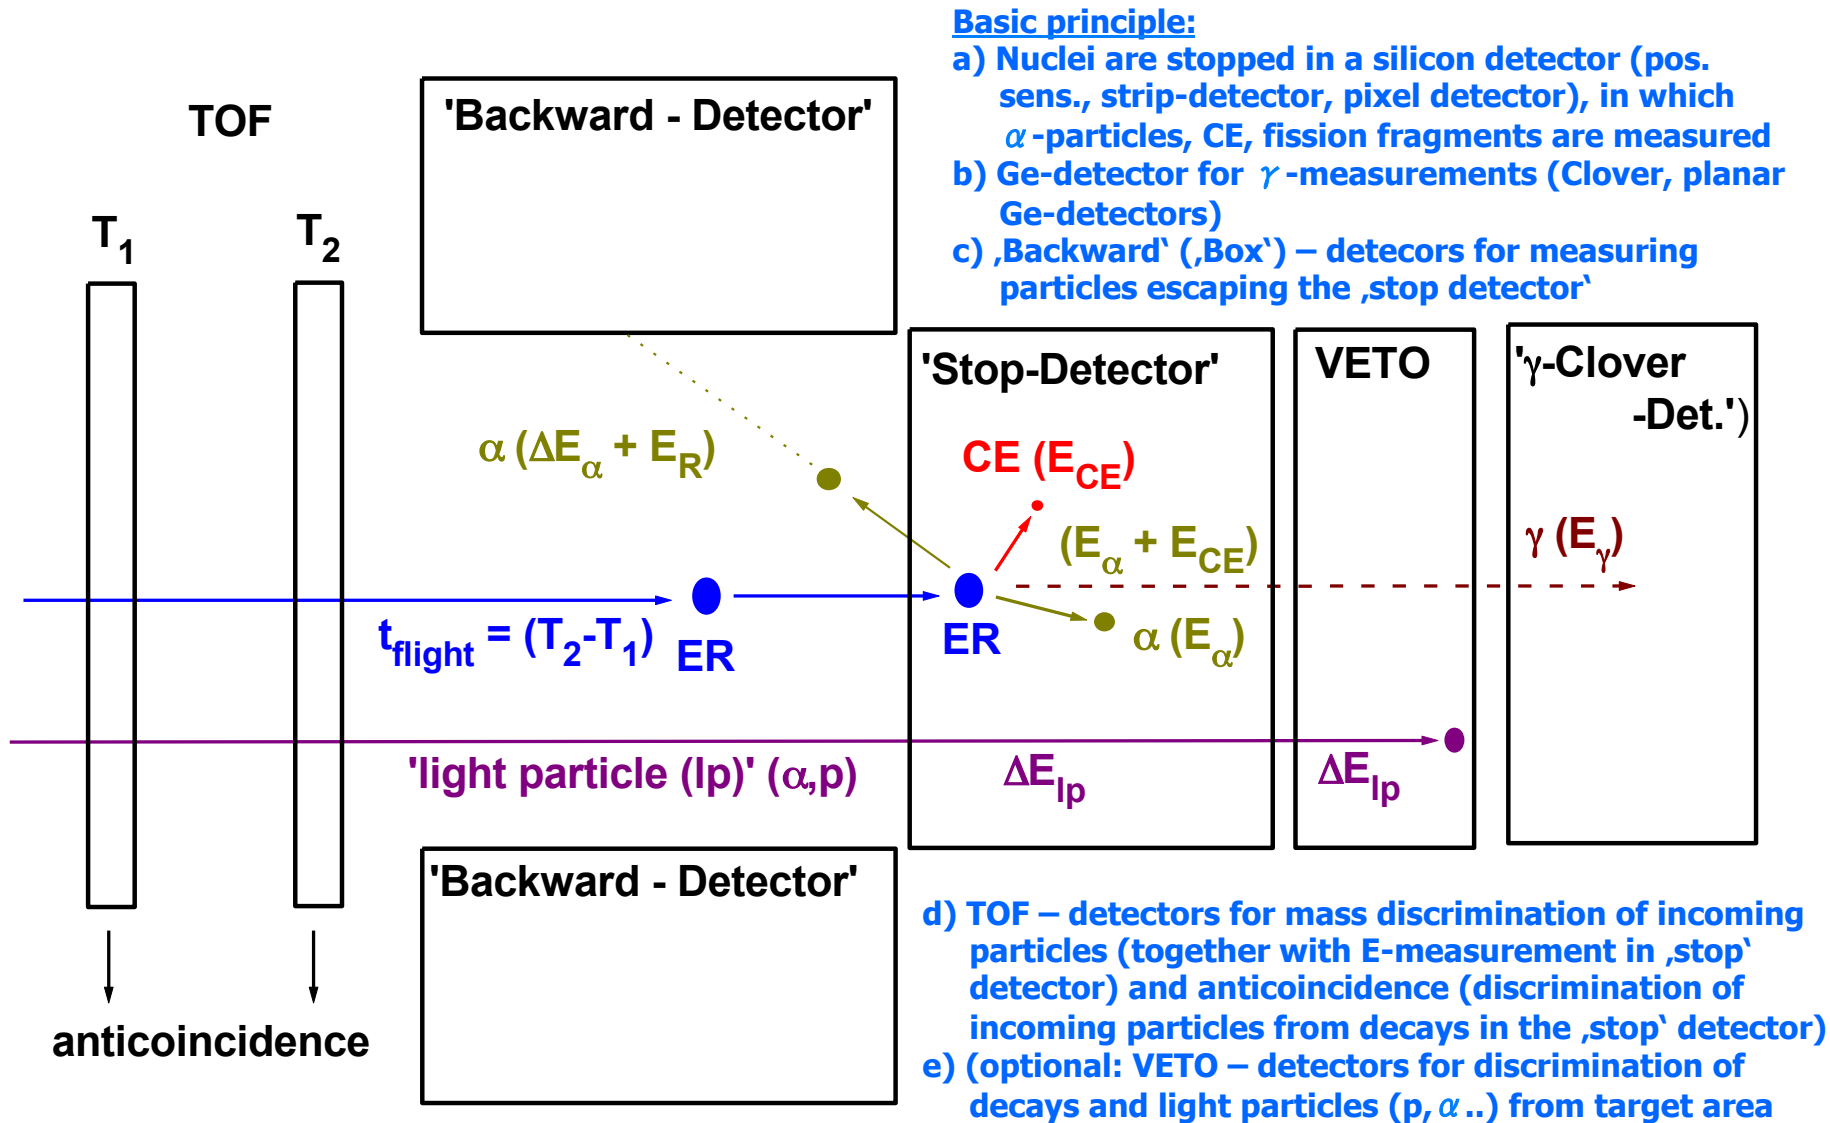 Basic principle:
a) Nuclei are stopped in a silicon detector (pos.
sens., strip-detector, pixel detector), in which
α -particles, CE, fission fragments are measured
b) Ge-detector for γ -measurements (Clover, planar
Ge-detectors)
c) ‚Backward‘ (‚Box‘) – detecors for measuring
particles escaping the ‚stop detector‘
TOF
'Backward - Detector'
T1
T2
'Stop-Detector'
VETO
'γ-Clover
-Det.')
α (ΔEα + ER)
CE (ECE)
(Eα + ECE)
γ (Eγ)
tflight = (T2-T1)
ER
ER
α (Eα)
'light particle (lp)' (α,p)
ΔElp
ΔElp
'Backward - Detector'
anticoincidence
d) TOF – detectors for mass discrimination of incoming
particles (together with E-measurement in ‚stop‘
detector) and anticoincidence (discrimination of
incoming particles from decays in the ‚stop‘ detector)
e) (optional: VETO – detectors for discrimination of
decays and light particles (p, α ..) from target area